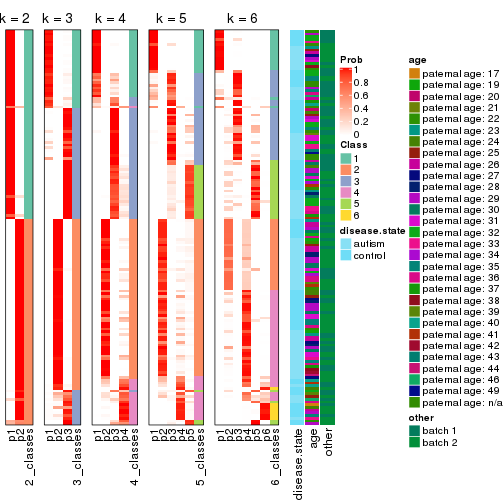 k = 2 k = 3 k = 4 k = 5 k = 6
p1
p2
2_classes
p1
p2
p3
3_classes
p1
p2
p3
p4
4_classes
p1
p2
p3
p4
p5
5_classes
p1
p2
p3
p4
p5
p6
6_classes
disease.state
age
other
Prob
1
0.8
0.6
0.4
0.2
0
Class
1
2
3
4
5
6
disease.state
autism
control
age
paternal age: 17
paternal age: 19
paternal age: 20
paternal age: 21
paternal age: 22
paternal age: 23
paternal age: 24
paternal age: 25
paternal age: 26
paternal age: 27
paternal age: 28
paternal age: 29
paternal age: 30
paternal age: 31
paternal age: 32
paternal age: 33
paternal age: 34
paternal age: 35
paternal age: 36
paternal age: 37
paternal age: 38
paternal age: 39
paternal age: 40
paternal age: 41
paternal age: 42
paternal age: 43
paternal age: 44
paternal age: 46
paternal age: 49
paternal age: n/a
other
batch 1
batch 2